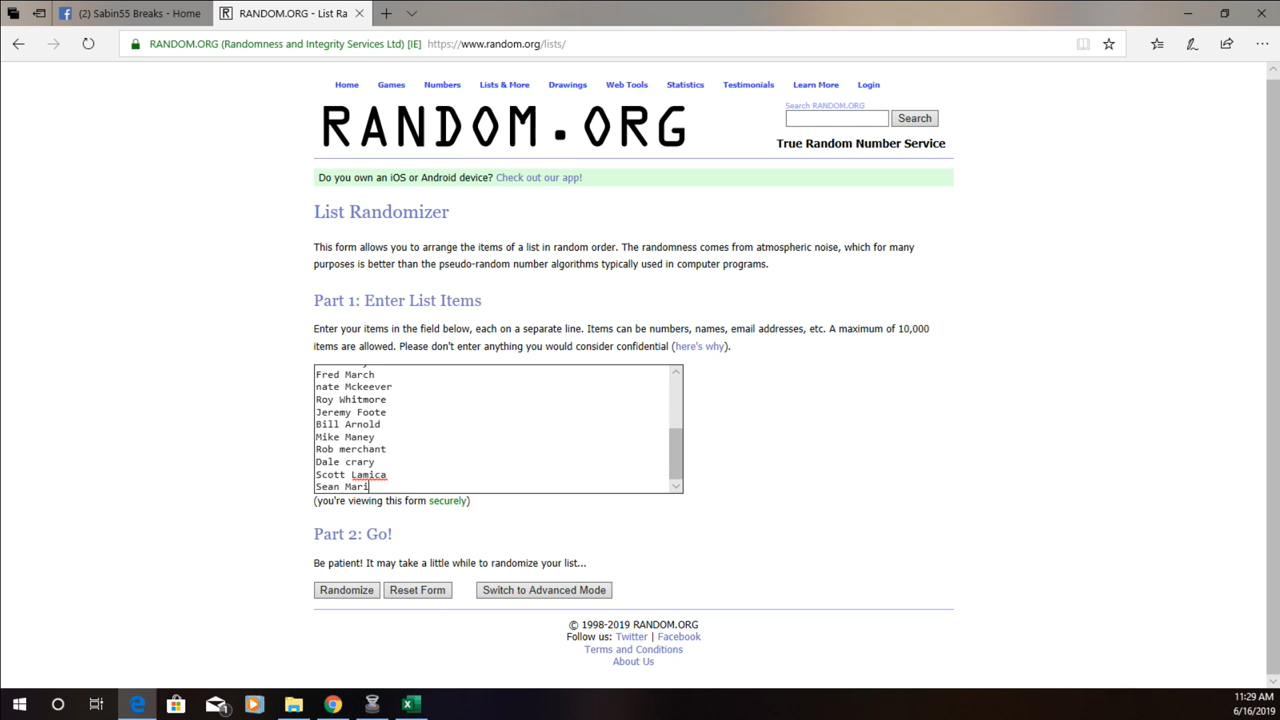 (2) Sabin55 Breaks - Home
RANDOM.ORG - List Ra
RANDOM.ORG (Randomness and Integrity Services Ltd) [IE]
https://www.random.org/lists/
Home Games Numbers Lists & More Drawings Web Tools Statistics Testimonials Learn More Login
RANDOM.ORG
Search RANDOM.ORG
Search
True Random Number Service
Do you own an iOS or Android device? Check out our app!
List Randomizer
This form allows you to arrange the items of a list in random order. The randomness comes from atmospheric noise, which for many
purposes is better than the pseudo-random number algorithms typically used in computer programs.
Part 1: Enter List Items
Enter your items in the field below, each on a separate line. Items can be numbers, names, email addresses, etc. A maximum of 10,000
items are allowed. Please don't enter anything you would consider confidential (here's why).
Fred March
nate Mckeever
Roy Whitmore
Jeremy Foote
Bill Arnold
Mike Maney
Rob merchant
Dale crary
Scott Lamica
Sean Mari
(you're viewing this form securely)
Part 2: Go!
Be patient! It may take a little while to randomize your list...
Randomize Reset Form Switch to Advanced Mode
© 1998-2019 RANDOM.ORG
Follow us: Twitter | Facebook
Terms and Conditions
About Us
11:29 AM
6/16/2019